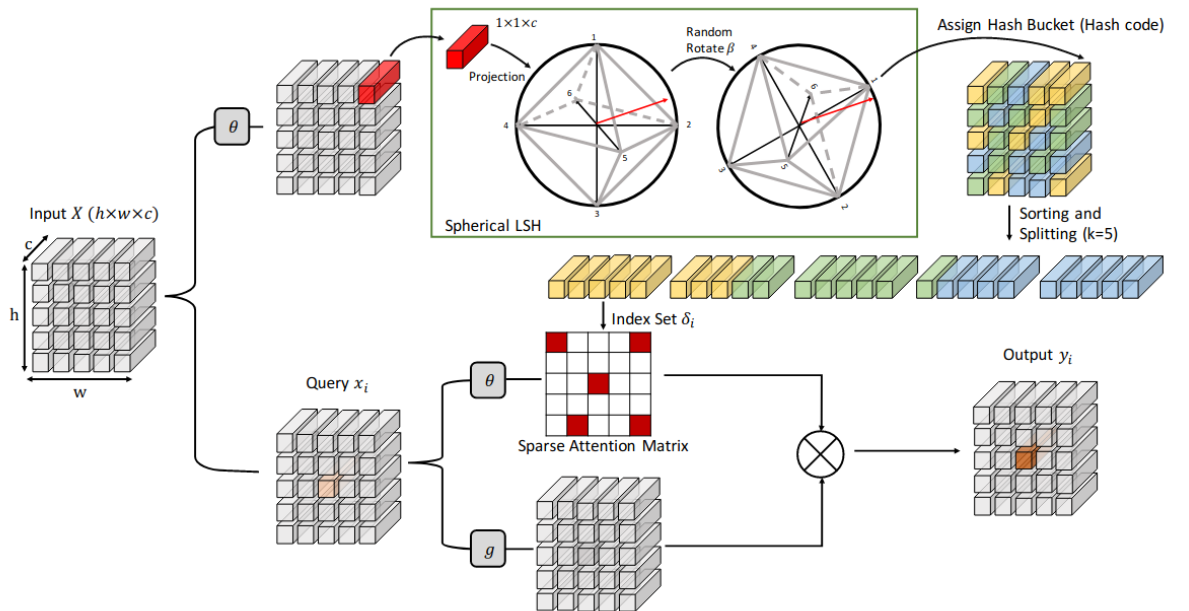 1×1×c
Projection
1
2
3
4
5
6
Random
Rotate β
4
1
6
5
3
2
Spherical LSH
Assign Hash Bucket (Hash code)
θ
Input X (h×w×c)
c
h
w
Sorting and
Splitting (k=5)
Index Set δᵢ
Query xᵢ
θ
Sparse Attention Matrix
g
Output yᵢ